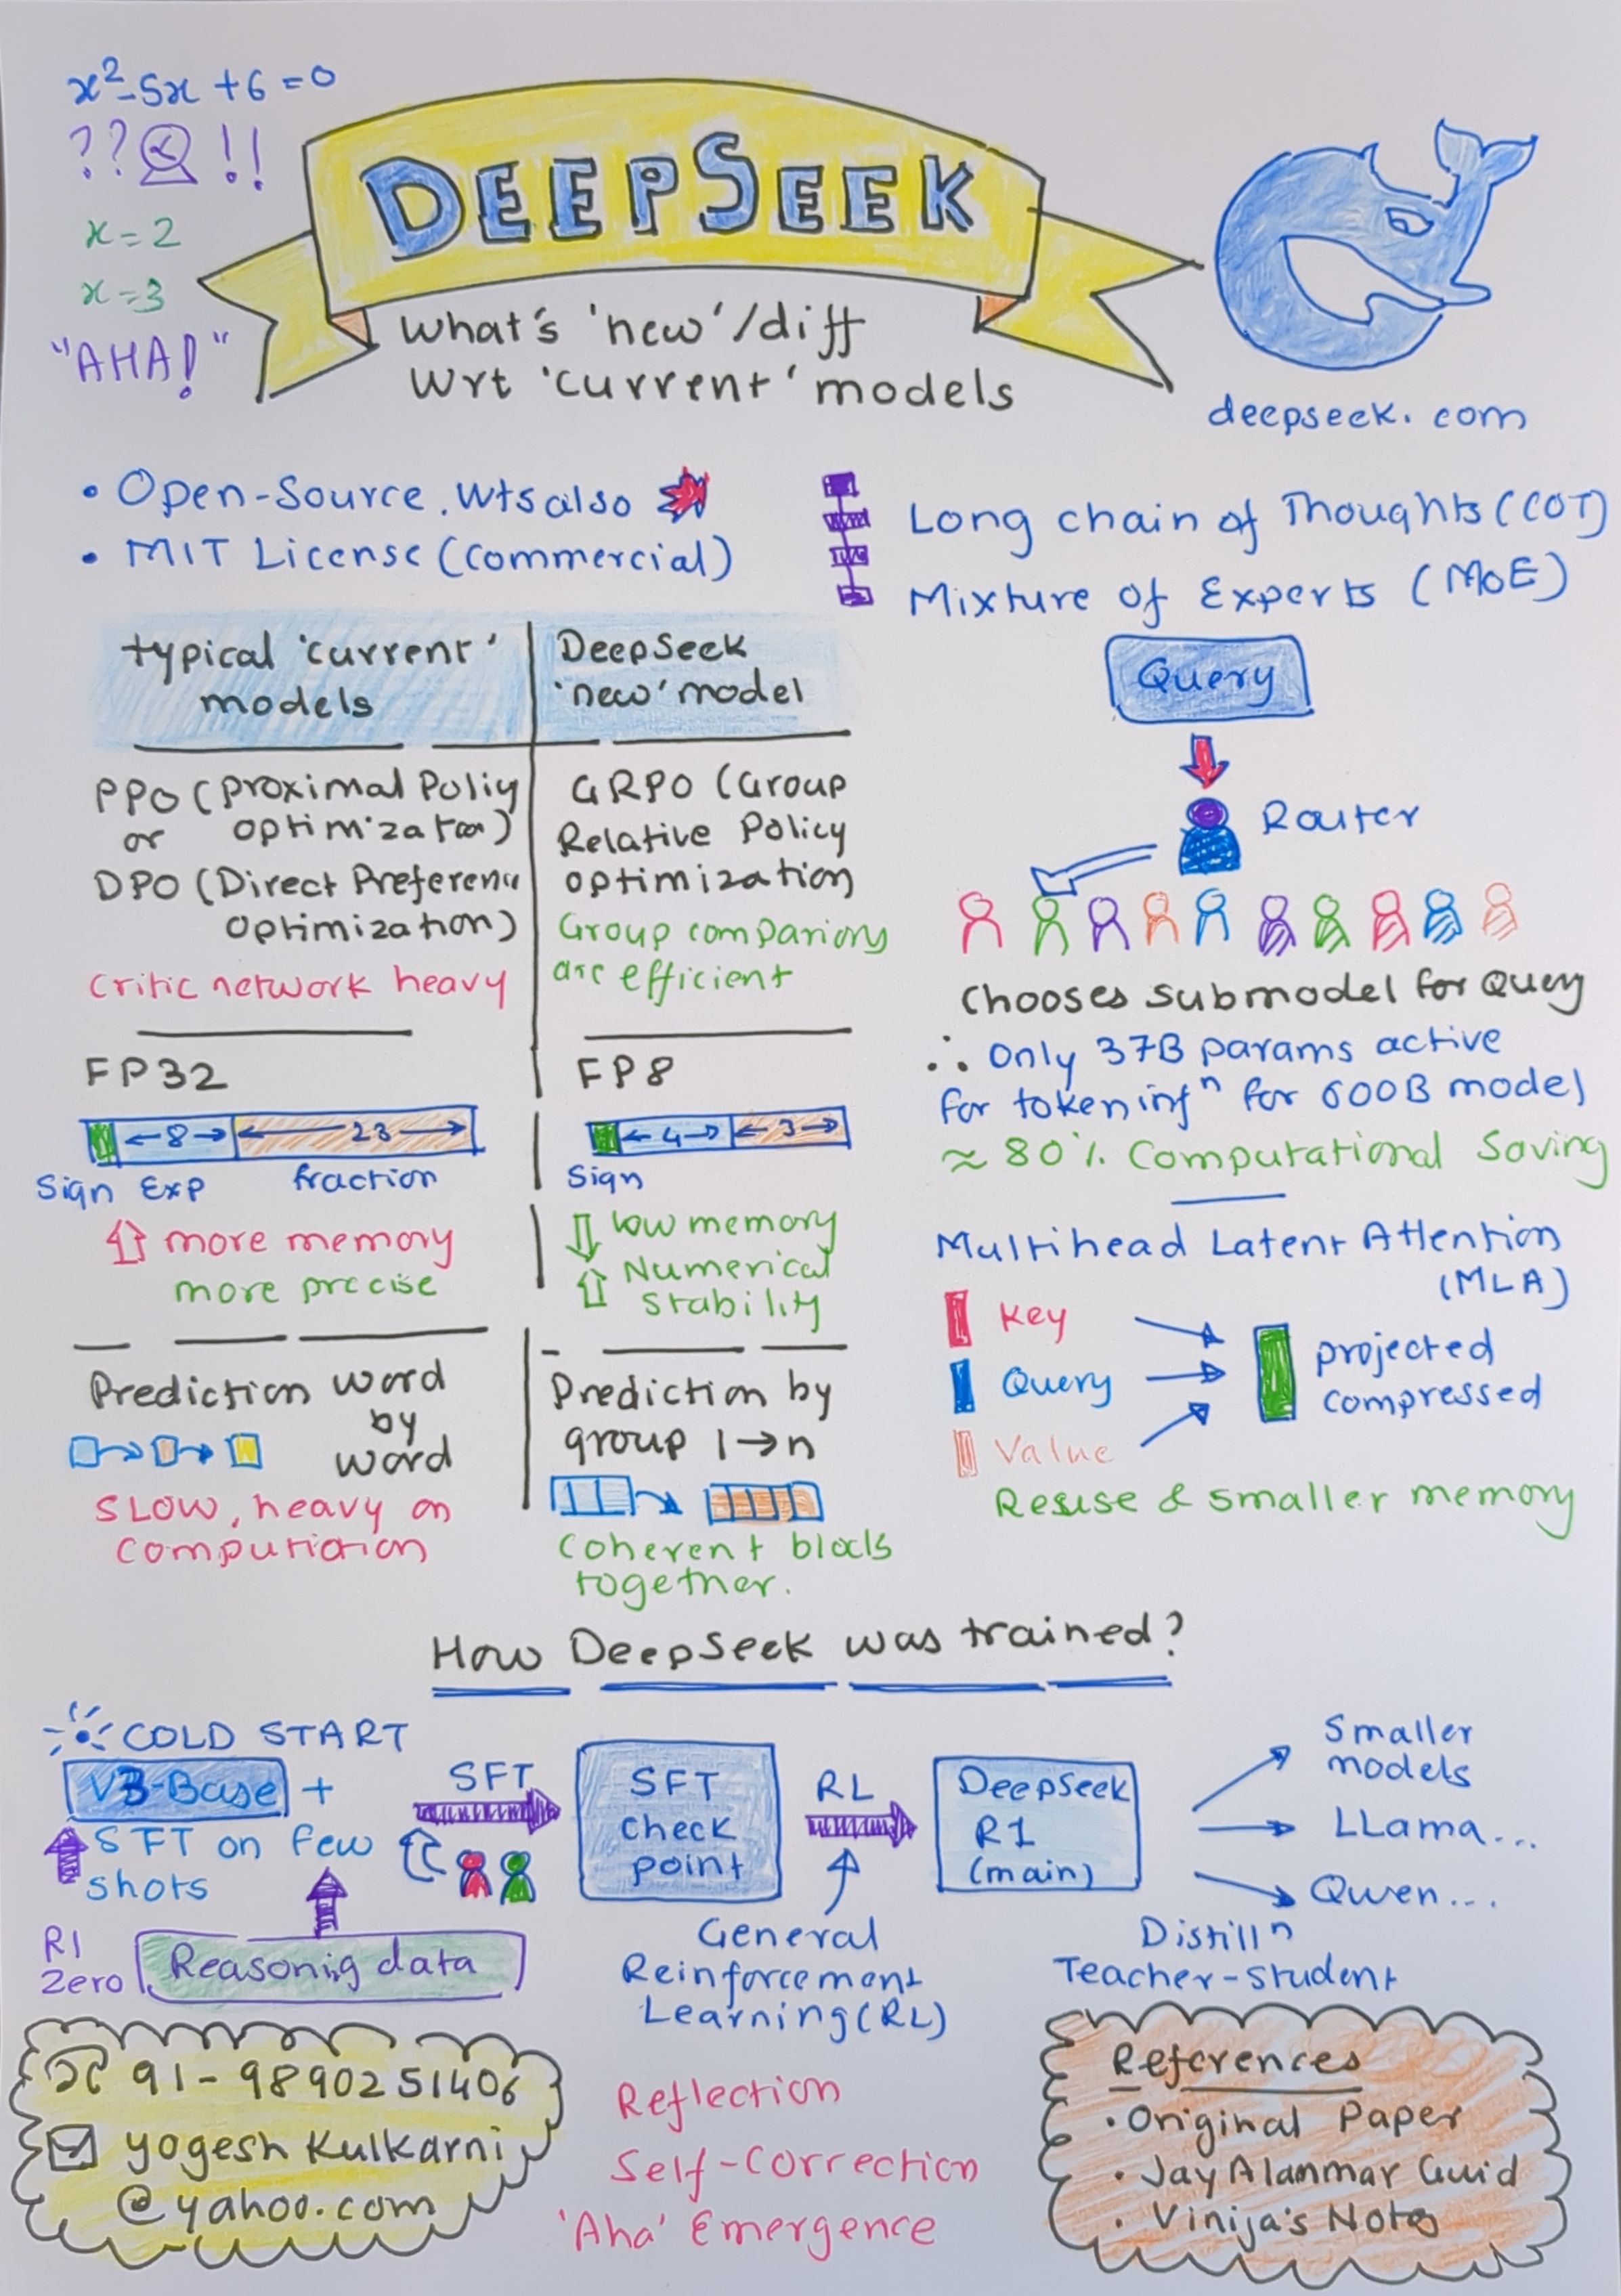 x²-5x+6=0
?? !!
x=2
x=3
"AHA!"
DEEPSEEK
What's 'new'/diff
Wrt 'current' models
deepseek.com
• Open-Source, Wts also
• MIT License (Commercial)
Long chain of Thoughts (COT)
Mixture of Experts (MOE)
typical 'current'
models
DeepSeek
'new' model
PPO (Proximal Poliy
or optimization)
DPO (Direct Preference
Optimization)
Critic network heavy
GRPO (Group
Relative Policy
optimization
Group comparions
are efficient
FP32
8 23
Sign Exp fraction
more memory
more precise
FP8
4 3
Sign
low memory
Numerical
Stability
Prediction word
by
word
SLOW, heavy on
Computation
Prediction by
group 1→n
Coherent blocks
together.
Query
Router
Chooses submodel for Query
∴ Only 37B params active
for token infⁿ for 600B model
≈ 80% Computational Saving
Multihead Latent Attention
(MLA)
Key
Query
Value
projected
compressed
Resuse & smaller memory
How DeepSeek was trained?
COLD START
V3-Base +
SFT on few
shots
R1
Zero
Reasoning data
SFT
SFT
Check
point
RL
General
Reinforcement
Learning (RL)
DeepSeek
R1
(main)
Smaller
models
LLama...
Qwen...
Distillⁿ
Teacher-Student
91-9890251406
yogesh Kulkarni
@yahoo.com
Reflection
Self-Correction
'Aha' Emergence
References
• Original Paper
• Jay Alammar Guid
• Vinija's Notes